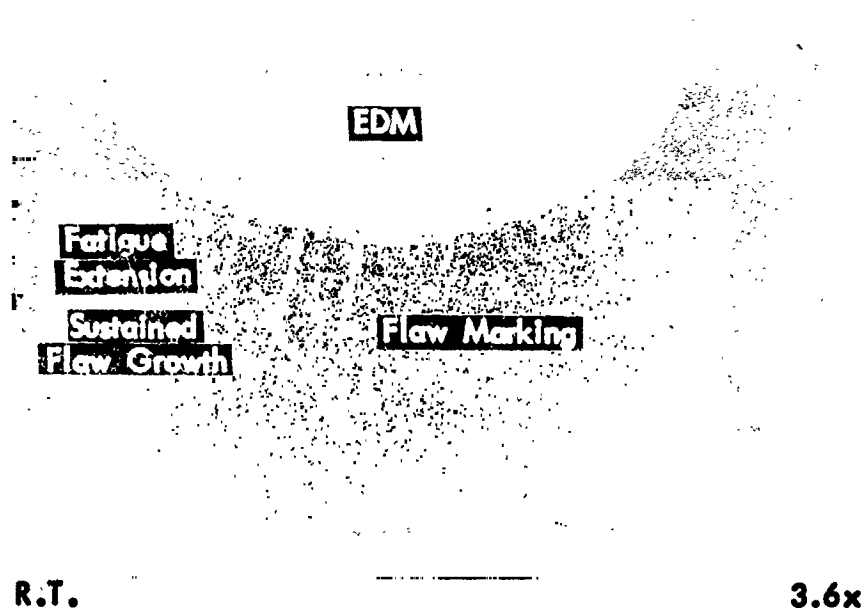 EDM
Fatigue
Extension
Sustained
Flaw Growth
Flaw Marking
R.T.
3.6x